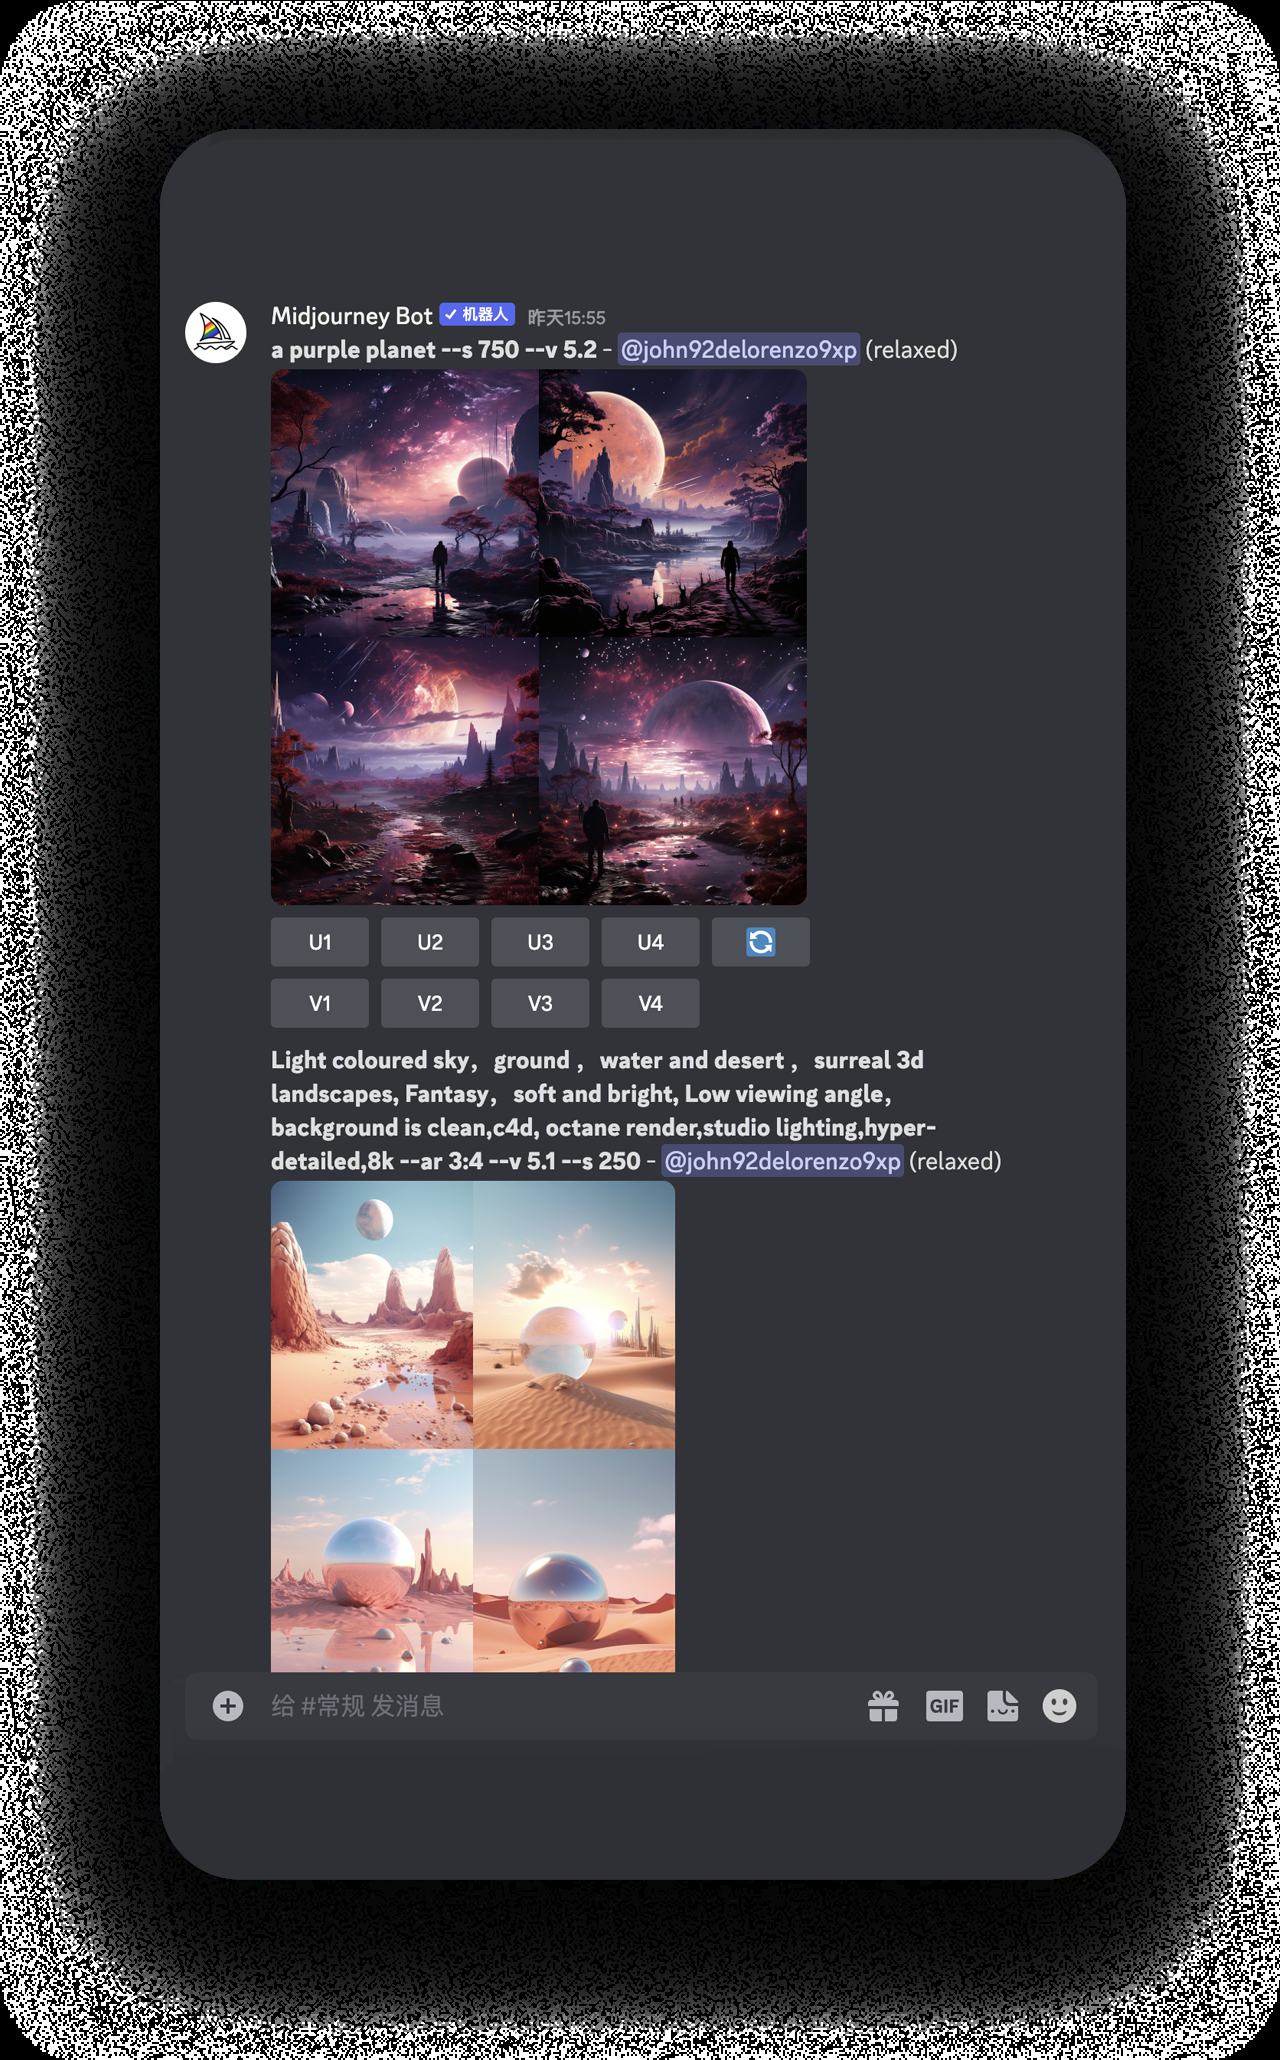 Midjourney Bot ✓ 机器人 昨天15:55
a purple planet --s 750 --v 5.2 - @john92delorenzo9xp (relaxed)
U1 U2 U3 U4
V1 V2 V3 V4
Light coloured sky，ground ，water and desert ，surreal 3d
landscapes, Fantasy，soft and bright, Low viewing angle，
background is clean,c4d, octane render,studio lighting,hyper-
detailed,8k --ar 3:4 --v 5.1 --s 250 - @john92delorenzo9xp (relaxed)
给 #常规 发消息 GIF